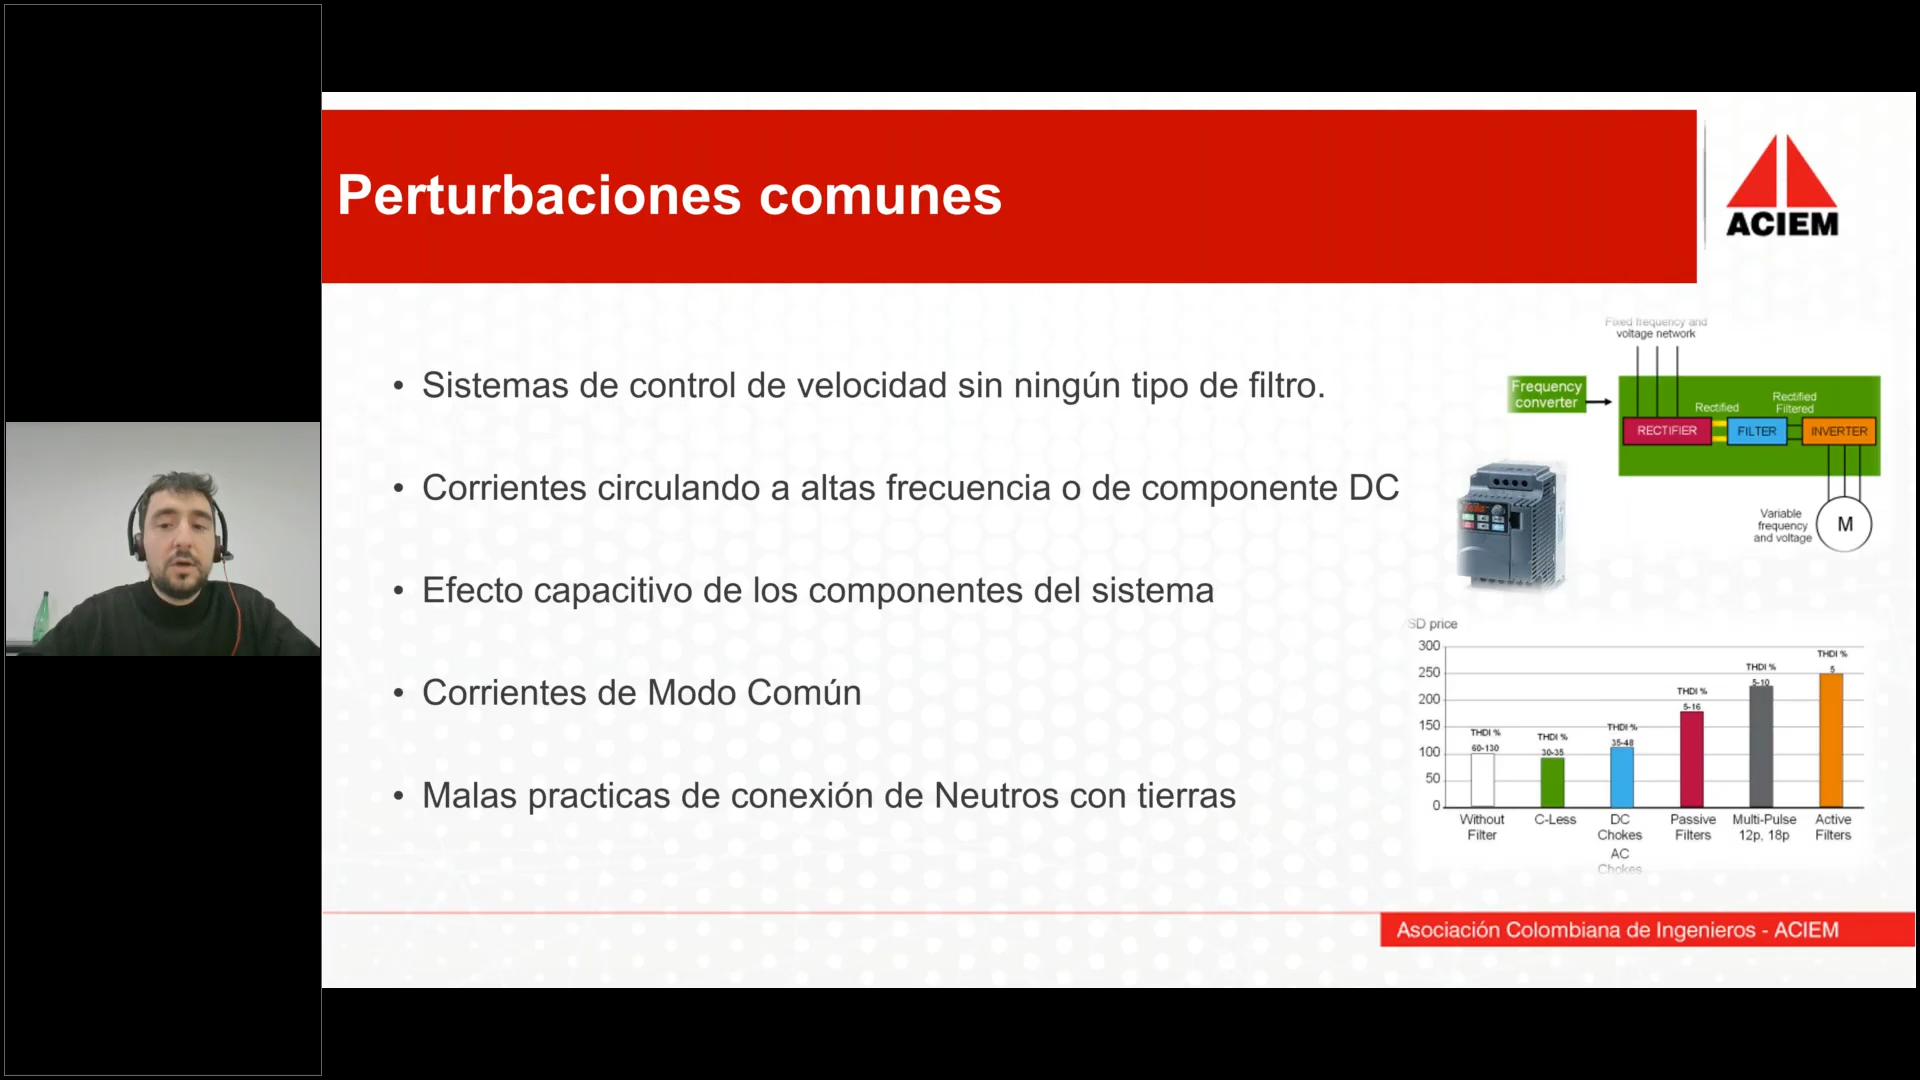 Perturbaciones comunes
ACIEM
• Sistemas de control de velocidad sin ningún tipo de filtro.
• Corrientes circulando a altas frecuencia o de componente DC
• Efecto capacitivo de los componentes del sistema
• Corrientes de Modo Común
• Malas practicas de conexión de Neutros con tierras
Fixed frequency and
voltage network
Frequency
converter
Rectified
Rectified
Filtered
RECTIFIER
FILTER
INVERTER
Variable
frequency
and voltage
M
SD price
300
250
200
150
100
50
0
THDI %
60-130
THDI %
30-35
THDI %
35-48
THDI %
5-16
THDI %
5-10
THDI %
5
Without
Filter
C-Less
DC
Chokes
AC
Chokes
Passive
Filters
Multi-Pulse
12p, 18p
Active
Filters
Asociación Colombiana de Ingenieros - ACIEM